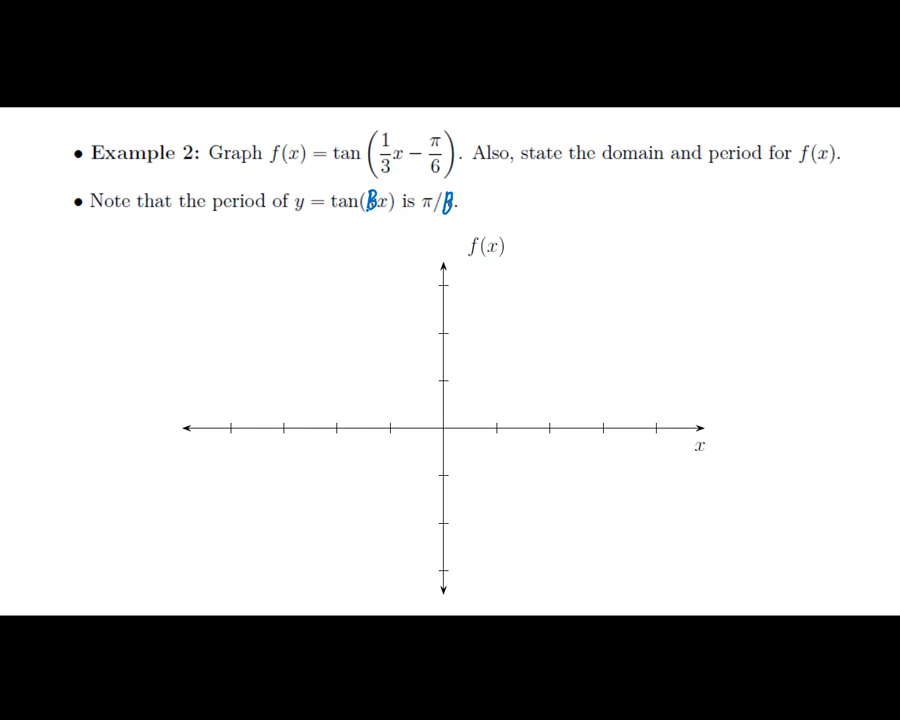 • Example 2: Graph f(x) = tan(1/3 x − π/6). Also, state the domain and period for f(x).
• Note that the period of y = tan(Bx) is π/B.
f(x)
x